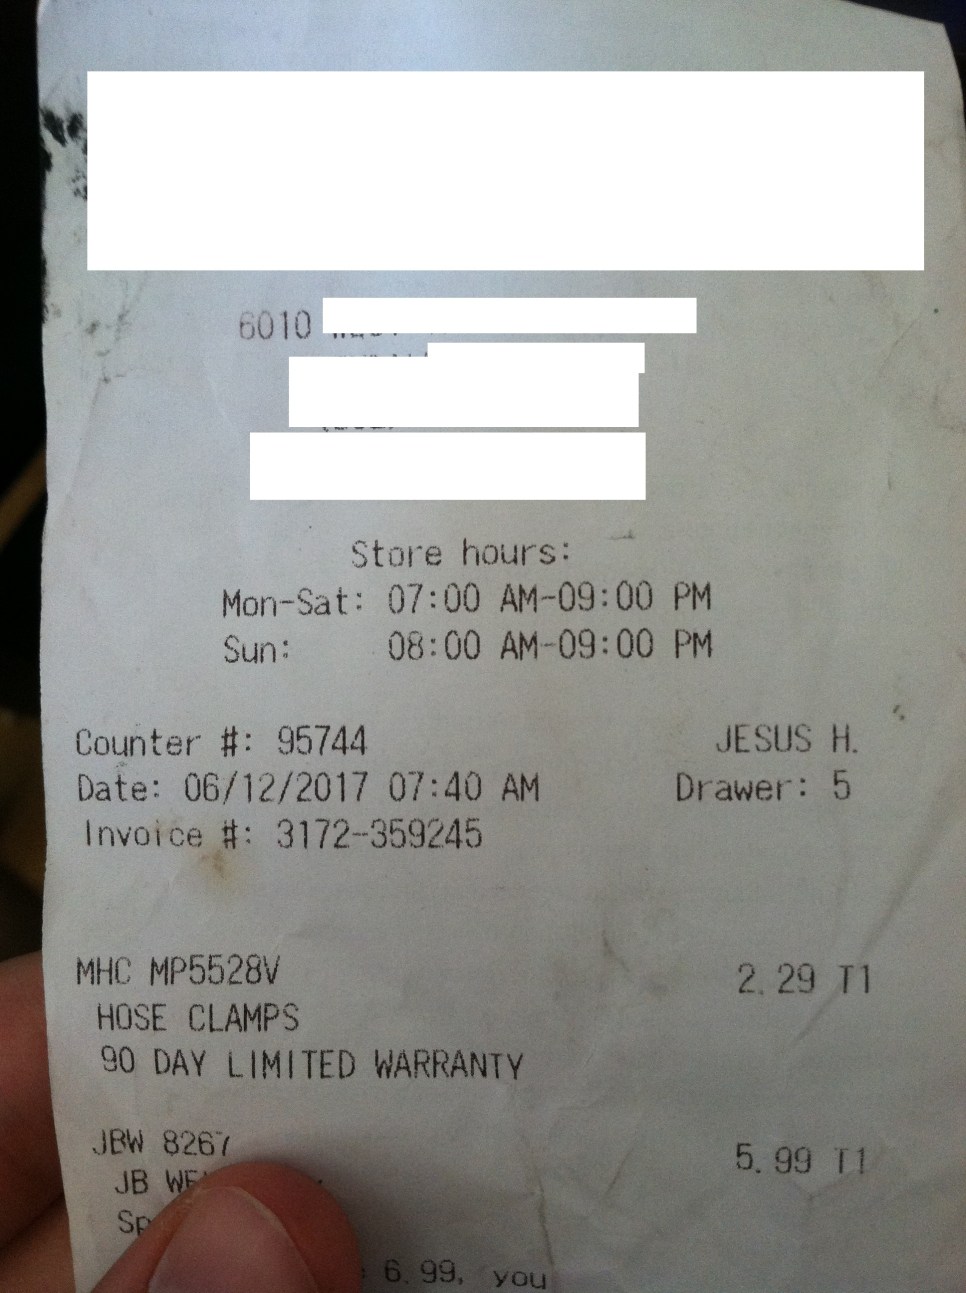 6010
Store hours:
Mon-Sat: 07:00 AM-09:00 PM
Sun: 08:00 AM-09:00 PM
Counter #: 95744 JESUS H.
Date: 06/12/2017 07:40 AM Drawer: 5
Invoice #: 3172-359245
MHC MP5528V 2.29 T1
HOSE CLAMPS
90 DAY LIMITED WARRANTY
JBW 8267 5.99 T1
JB
6.99, you